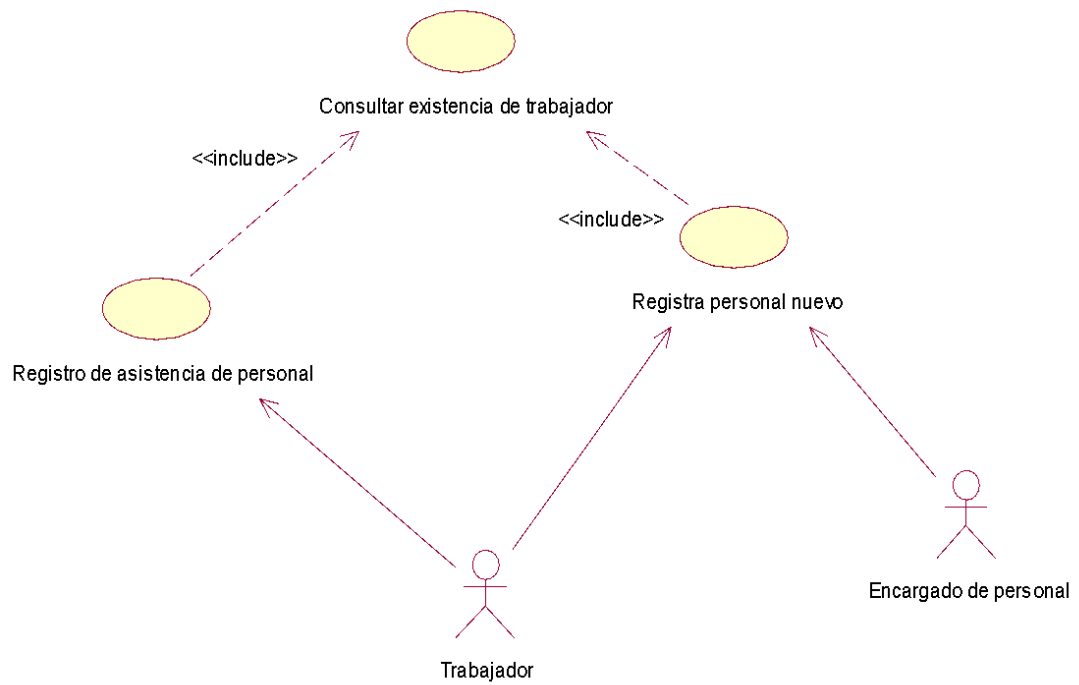 Consultar existencia de trabajador
<<include>>
<<include>>
Registra personal nuevo
Registro de asistencia de personal
Encargado de personal
Trabajador